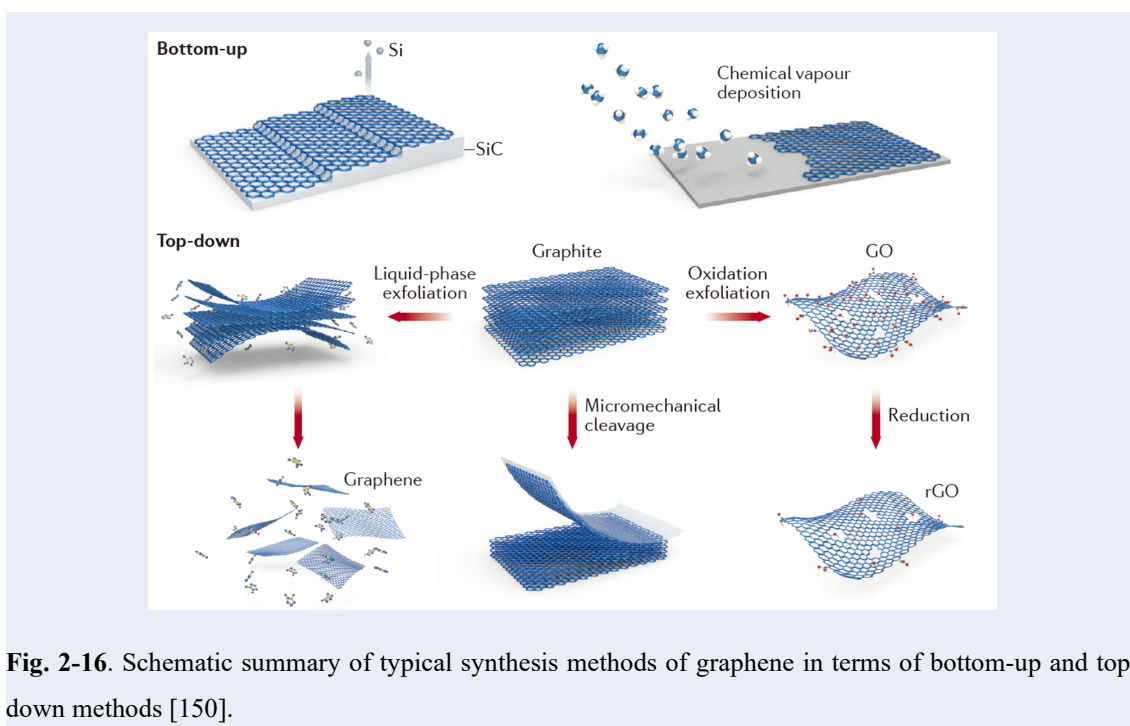 Bottom-up
Si
Chemical vapour
deposition
SiC
Top-down
Graphite
GO
Liquid-phase
exfoliation
Oxidation
exfoliation
Micromechanical
cleavage
Reduction
Graphene
rGO
Fig. 2-16. Schematic summary of typical synthesis methods of graphene in terms of bottom-up and top
down methods [150].